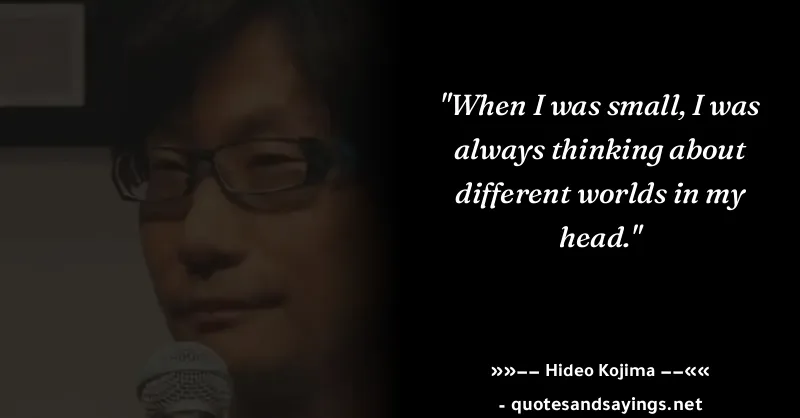 "When I was small, I was
always thinking about
different worlds in my
head."
»»−− Hideo Kojima −−««
- quotesandsayings.net